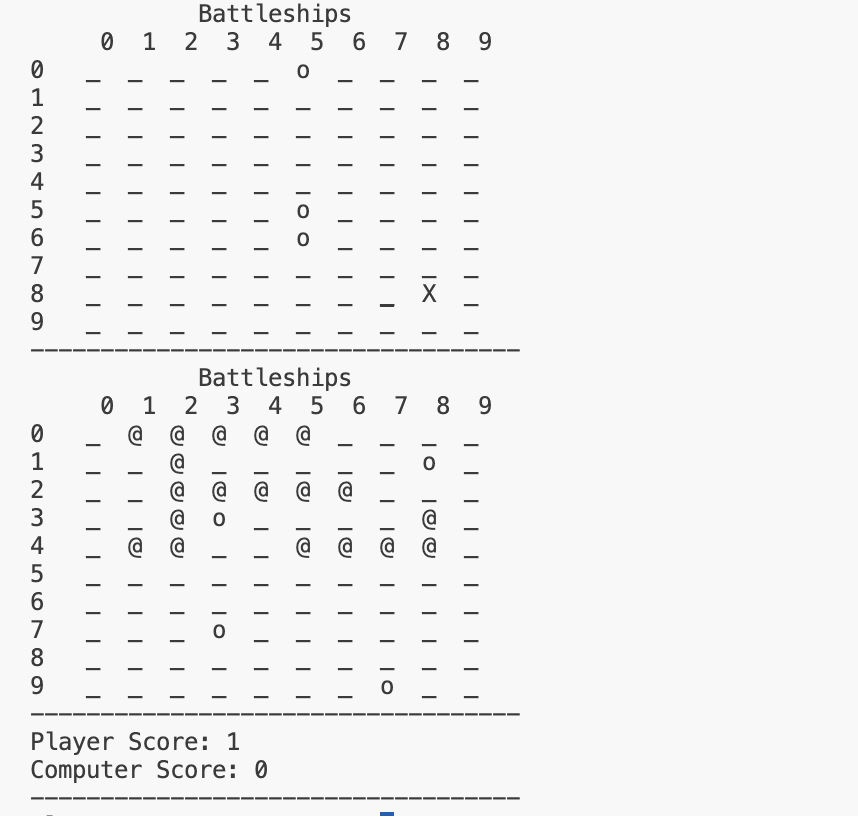 Battleships
0 1 2 3 4 5 6 7 8 9
0 _ _ _ _ _ o _ _ _ _
1 _ _ _ _ _ _ _ _ _ _
2 _ _ _ _ _ _ _ _ _ _
3 _ _ _ _ _ _ _ _ _ _
4 _ _ _ _ _ _ _ _ _ _
5 _ _ _ _ _ o _ _ _ _
6 _ _ _ _ _ o _ _ _ _
7 _ _ _ _ _ _ _ _ _ _
8 _ _ _ _ _ _ _ _ X _
9 _ _ _ _ _ _ _ _ _ _
-----------------------------------
Battleships
0 1 2 3 4 5 6 7 8 9
0 _ @ @ @ @ @ _ _ _ _
1 _ _ @ _ _ _ _ _ o _
2 _ _ @ @ @ @ @ _ _ _
3 _ _ @ o _ _ _ _ @ _
4 _ @ @ _ _ @ @ @ @ _
5 _ _ _ _ _ _ _ _ _ _
6 _ _ _ _ _ _ _ _ _ _
7 _ _ _ o _ _ _ _ _ _
8 _ _ _ _ _ _ _ _ _ _
9 _ _ _ _ _ _ _ o _ _
-----------------------------------
Player Score: 1
Computer Score: 0
-----------------------------------